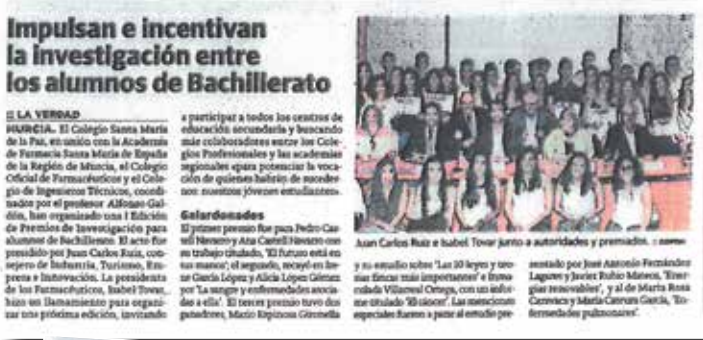 Impulsan e incentivan
la investigación entre
los alumnos de Bachillerato
LA VERDAD
MURCIA. El Colegio Santa María
de la Paz, en unión con la Academia
de Farmacia Santa María de España
de la Región de Murcia, el Colegio
Oficial de Farmacéuticos y el Cole-
gio de Ingenieros Técnicos, coordi-
nados por el profesor Alfonso Gal-
dón, han organizado una I Edición
de Premios de Investigación para
alumnos de Bachillerato. El acto fue
presidido por Juan Carlos Ruiz, con-
sejero de Industria, Turismo, Em-
presa e Innovación. La presidenta
de los Farmacéuticos, Isabel Tovar,
hizo un llamamiento para organi-
zar una próxima edición, invitando
a participar a todos los centros de
educación secundaria y buscando
más colaboradores entre los Cole-
gios Profesionales y las academias
regionales «para potenciar la voca-
ción de quienes habrán de suceder-
nos: nuestros jóvenes estudiantes».
Galardonados
El primer premio fue para Pedro Cas-
tell Navarro y Ana Castell Navarro con
su trabajo titulado, 'El futuro está en
tus manos'; el segundo, recayó en Ire-
ne García López y Alicia López Gómez
por 'La sangre y enfermedades asocia-
das a ella'. El tercer premio tuvo dos
ganadores, Mario Espinosa Gironella
Juan Carlos Ruiz e Isabel Tovar junto a autoridades y premiados.
y su estudio sobre 'Las 10 leyes y teo-
rías físicas más importantes' e Inma-
culada Villarreal Ortega, con un infor-
me titulado 'El cáncer'. Las menciones
especiales fueron a parar al estudio pre-
sentado por José Antonio Fernández
Lagares y Javier Rubio Mateos, 'Ener-
gías renovables', y al de Marta Rosa
Caravaca y María Cánovas García, 'En-
fermedades pulmonares'.